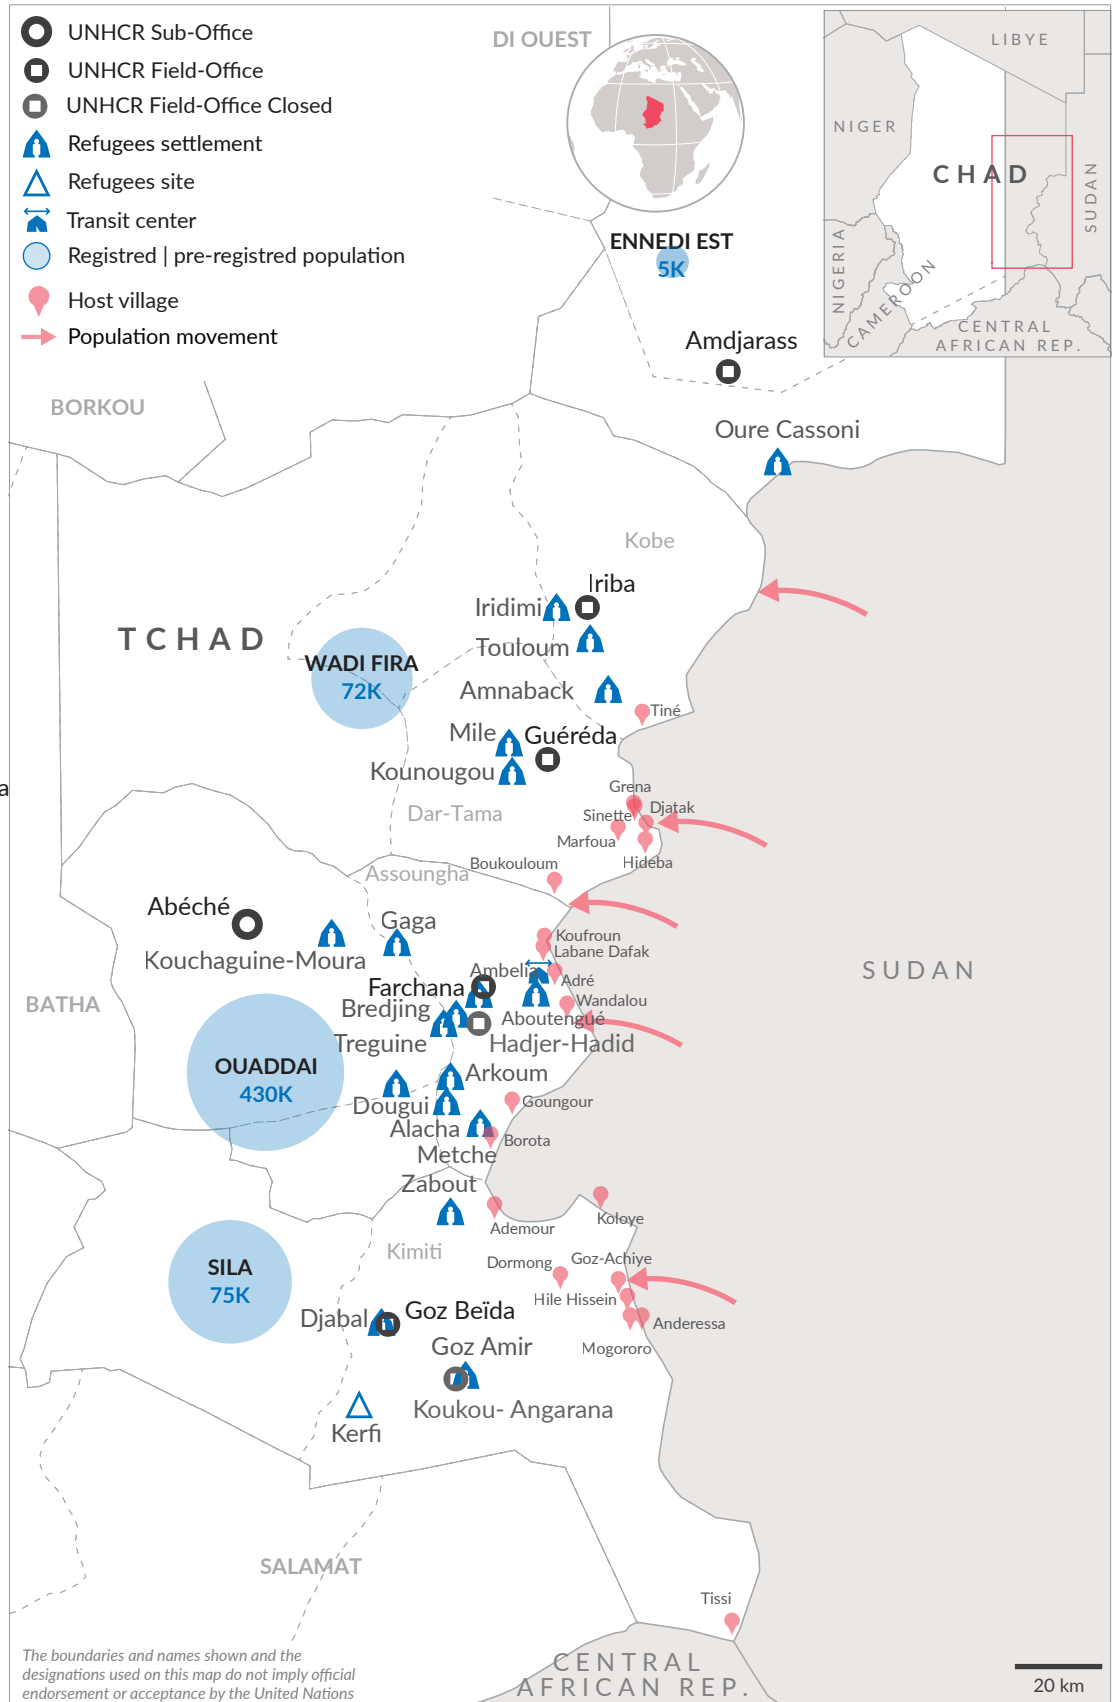 UNHCR Sub-Office
UNHCR Field-Office
UNHCR Field-Office Closed
Refugees settlement
Refugees site
Transit center
Registred | pre-registred population
Host village
Population movement
DI OUEST
LIBYE
NIGER
CHAD
SUDAN
NIGERIA
CAMEROON
CENTRAL
AFRICAN REP.
ENNEDI EST
5K
Amdjarass
BORKOU
Oure Cassoni
Kobe
Iriba
Iridimi
TCHAD
Touloum
WADI FIRA
72K
Amnaback
Tiné
Mile
Guéréda
Kounougou
a
Grena
Djatak
Sinette
Dar-Tama
Marfoua
Hideba
Boukouloum
Assoungha
Abéché
Gaga
Koufroun
Labane Dafak
Kouchaguine-Moura
Ambelia
Adré
SUDAN
Farchana
BATHA
Wandalou
Bredjing
Aboutengué
Treguine
Hadjer-Hadid
OUADDAI
430K
Arkoum
Goungour
Dougui
Alacha
Borota
Metche
Zabout
Koloye
Ademour
Kimiti
Goz-Achiye
Dormong
SILA
75K
Hile Hissein
Djabal
Goz Beïda
Anderessa
Goz Amir
Mogororo
Koukou- Angarana
Kerfi
SALAMAT
Tissi
The boundaries and names shown and the
designations used on this map do not imply official
endorsement or acceptance by the United Nations
CENTRAL
AFRICAN REP.
20 km